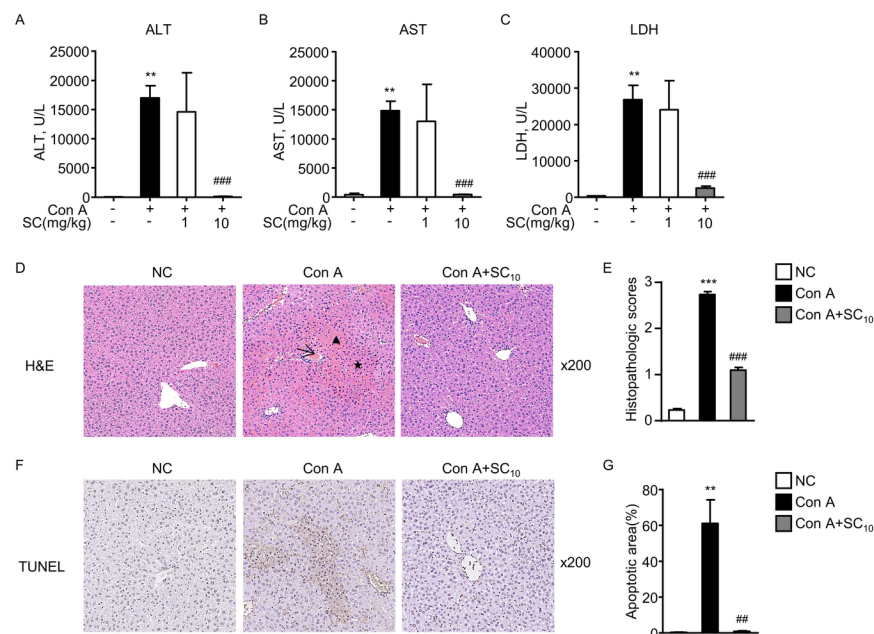 A
ALT
25000
20000
15000
10000
5000
0
ALT, U/L
**
###
Con A - + + +
SC(mg/kg) - - 1 10
B
AST
25000
20000
15000
10000
5000
0
AST, U/L
**
###
Con A - + + +
SC(mg/kg) - - 1 10
C
LDH
40000
30000
20000
10000
0
LDH, U/L
**
###
Con A - + + +
SC(mg/kg) - - 1 10
D
NC
Con A
Con A+SC10
H&E
x200
E
3
2
1
0
Histopathologic scores
***
###
NC
Con A
Con A+SC10
F
NC
Con A
Con A+SC10
TUNEL
x200
G
80
60
40
20
0
Apoptotic area(%)
**
##
NC
Con A
Con A+SC10